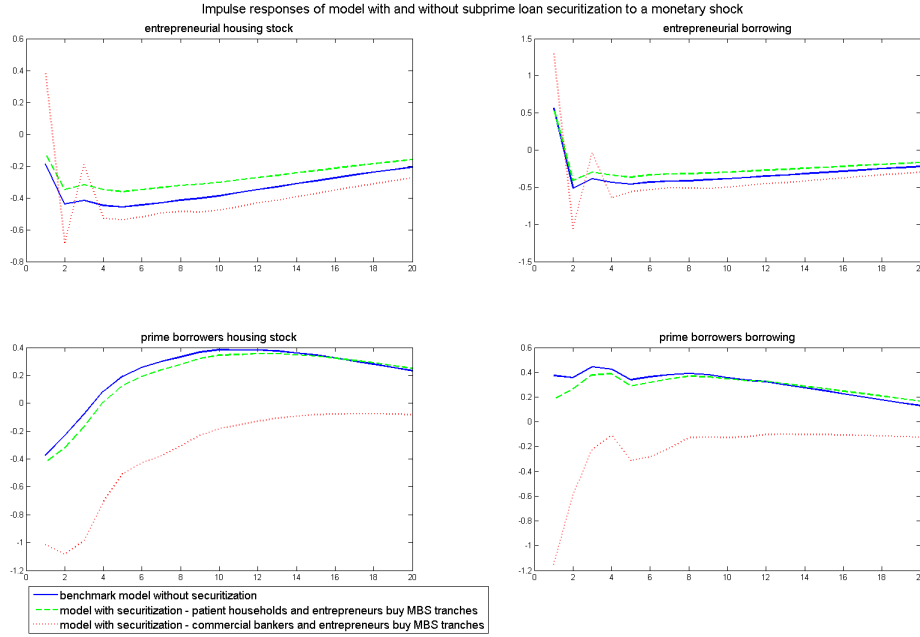 Impulse responses of model with and without subprime loan securitization to a monetary shock
entrepreneurial housing stock
0.6
0.4
0.2
0
-0.2
-0.4
-0.6
-0.8
0 2 4 6 8 10 12 14 16 18 20
entrepreneurial borrowing
1.5
1
0.5
0
-0.5
-1
-1.5
0 2 4 6 8 10 12 14 16 18 20
prime borrowers housing stock
0.4
0.2
0
-0.2
-0.4
-0.6
-0.8
-1
-1.2
0 2 4 6 8 10 12 14 16 18 20
prime borrowers borrowing
0.6
0.4
0.2
0
-0.2
-0.4
-0.6
-0.8
-1
-1.2
0 2 4 6 8 10 12 14 16 18 20
benchmark model without securitization
model with securitization - patient households and entrepreneurs buy MBS tranches
model with securitization - commercial bankers and entrepreneurs buy MBS tranches